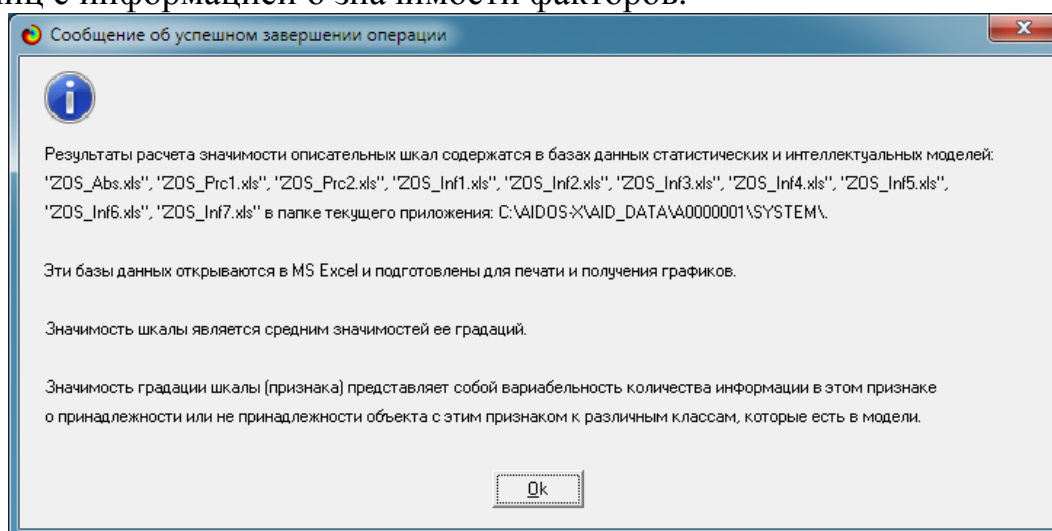 с информацией о значимости факторов.
Сообщение об успешном завершении операции
Результаты расчета значимости описательных шкал содержатся в базах данных статистических и интеллектуальных моделей:
"ZOS_Abs.xls", "ZOS_Prc1.xls", "ZOS_Prc2.xls", "ZOS_Inf1.xls", "ZOS_Inf2.xls", "ZOS_Inf3.xls", "ZOS_Inf4.xls", "ZOS_Inf5.xls",
"ZOS_Inf6.xls", "ZOS_Inf7.xls" в папке текущего приложения: C:\AIDOS-X\AID_DATA\A0000001\SYSTEM\.
Эти базы данных открываются в MS Excel и подготовлены для печати и получения графиков.
Значимость шкалы является средним значимостей ее градаций.
Значимость градации шкалы (признака) представляет собой вариабельность количества информации в этом признаке
о принадлежности или не принадлежности объекта с этим признаком к различным классам, которые есть в модели.
Ok